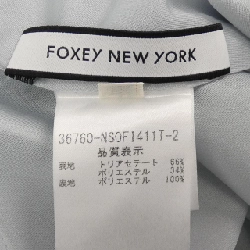 FOXEY NEW YORK
36760-NSOF1411T-2
品質表示
表地 トリアセテート 66%
ポリエステル 34%
裏地 ポリエステル 100%